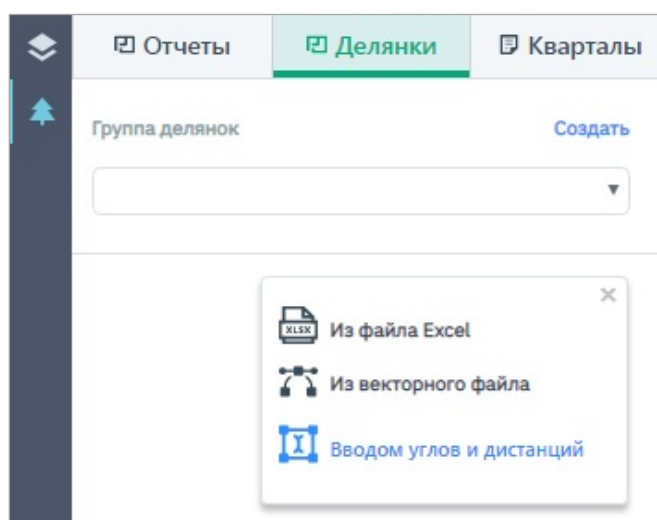 Отчеты
Делянки
Кварталы
Группа делянок
Создать
XLSX
Из файла Excel
Из векторного файла
Вводом углов и дистанций